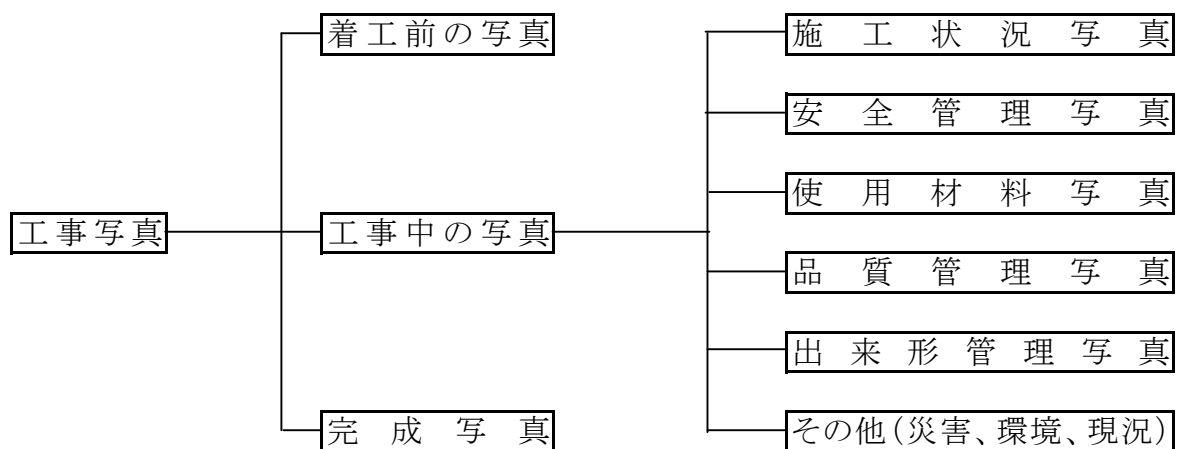 着工前の写真
施工状況写真
安全管理写真
使用材料写真
工事写真
工事中の写真
品質管理写真
出来形管理写真
完成写真
その他(災害、環境、現況)